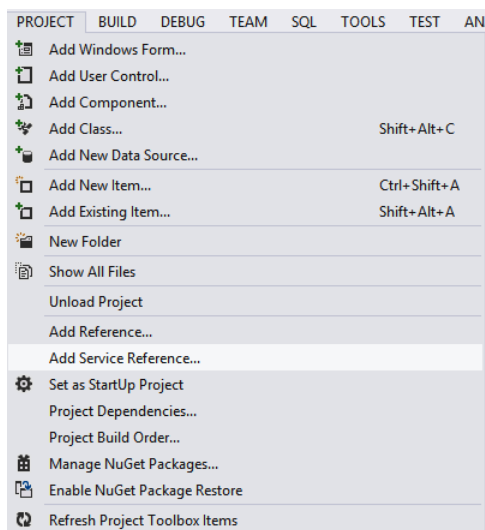 PROJECT BUILD DEBUG TEAM SQL TOOLS TEST AN
Add Windows Form...
Add User Control...
Add Component...
Add Class... Shift+Alt+C
Add New Data Source...
Add New Item... Ctrl+Shift+A
Add Existing Item... Shift+Alt+A
New Folder
Show All Files
Unload Project
Add Reference...
Add Service Reference...
Set as StartUp Project
Project Dependencies...
Project Build Order...
Manage NuGet Packages...
Enable NuGet Package Restore
Refresh Project Toolbox Items